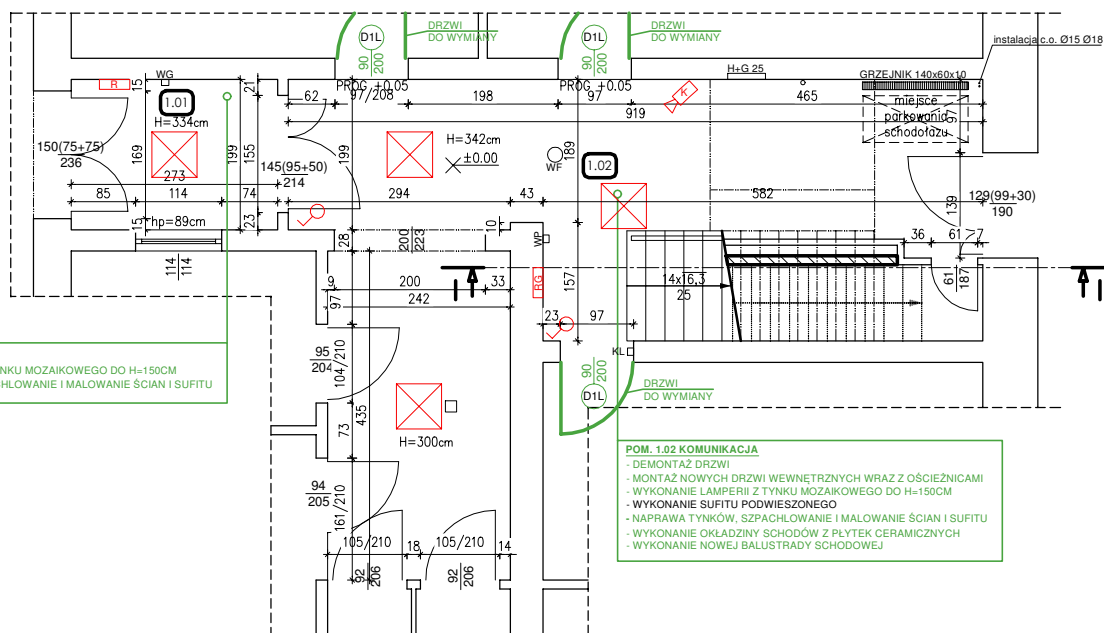 DRZWI
DO WYMIANY
D1L
90
200
DRZWI
DO WYMIANY
D1L
90
200
instalacja c.o. Ø15 Ø18
WG
R
15
21
1.01
H=334cm
PRÓG +0.05
PRÓG +0.05
H+G 25
GRZEJNIK 140x60x10
62
97/208
198
97
K
465
919
miejsce
parkowania
schodołazu
97
150(75+75)
236
169
199
155
145(95+50)
214
199
H=342cm
±0.00
WF
189
1.02
273
85
114
74
294
43
582
139
129(99+30)
190
15
hp=89cm
23
28
200
223
10
WP
36
61
7
7
114
114
9
200
33
97
242
RG
157
14x16,3
25
61
187
I
I
23
97
KL
95
204
104/210
90
200
D1L
DRZWI
DO WYMIANY
NKU MOZAIKOWEGO DO H=150CM
HLOWANIE I MALOWANIE ŚCIAN I SUFITU
435
73
H=300cm
POM. 1.02 KOMUNIKACJA
- DEMONTAŻ DRZWI
- MONTAŻ NOWYCH DRZWI WEWNĘTRZNYCH WRAZ Z OŚCIEŻNICAMI
- WYKONANIE LAMPERII Z TYNKU MOZAIKOWEGO DO H=150CM
- WYKONANIE SUFITU PODWIESZONEGO
- NAPRAWA TYNKÓW, SZPACHLOWANIE I MALOWANIE ŚCIAN I SUFITU
- WYKONANIE OKŁADZINY SCHODÓW Z PŁYTEK CERAMICZNYCH
- WYKONANIE NOWEJ BALUSTRADY SCHODOWEJ
94
205
161/210
105/210
18
105/210
14
92
206
92
206